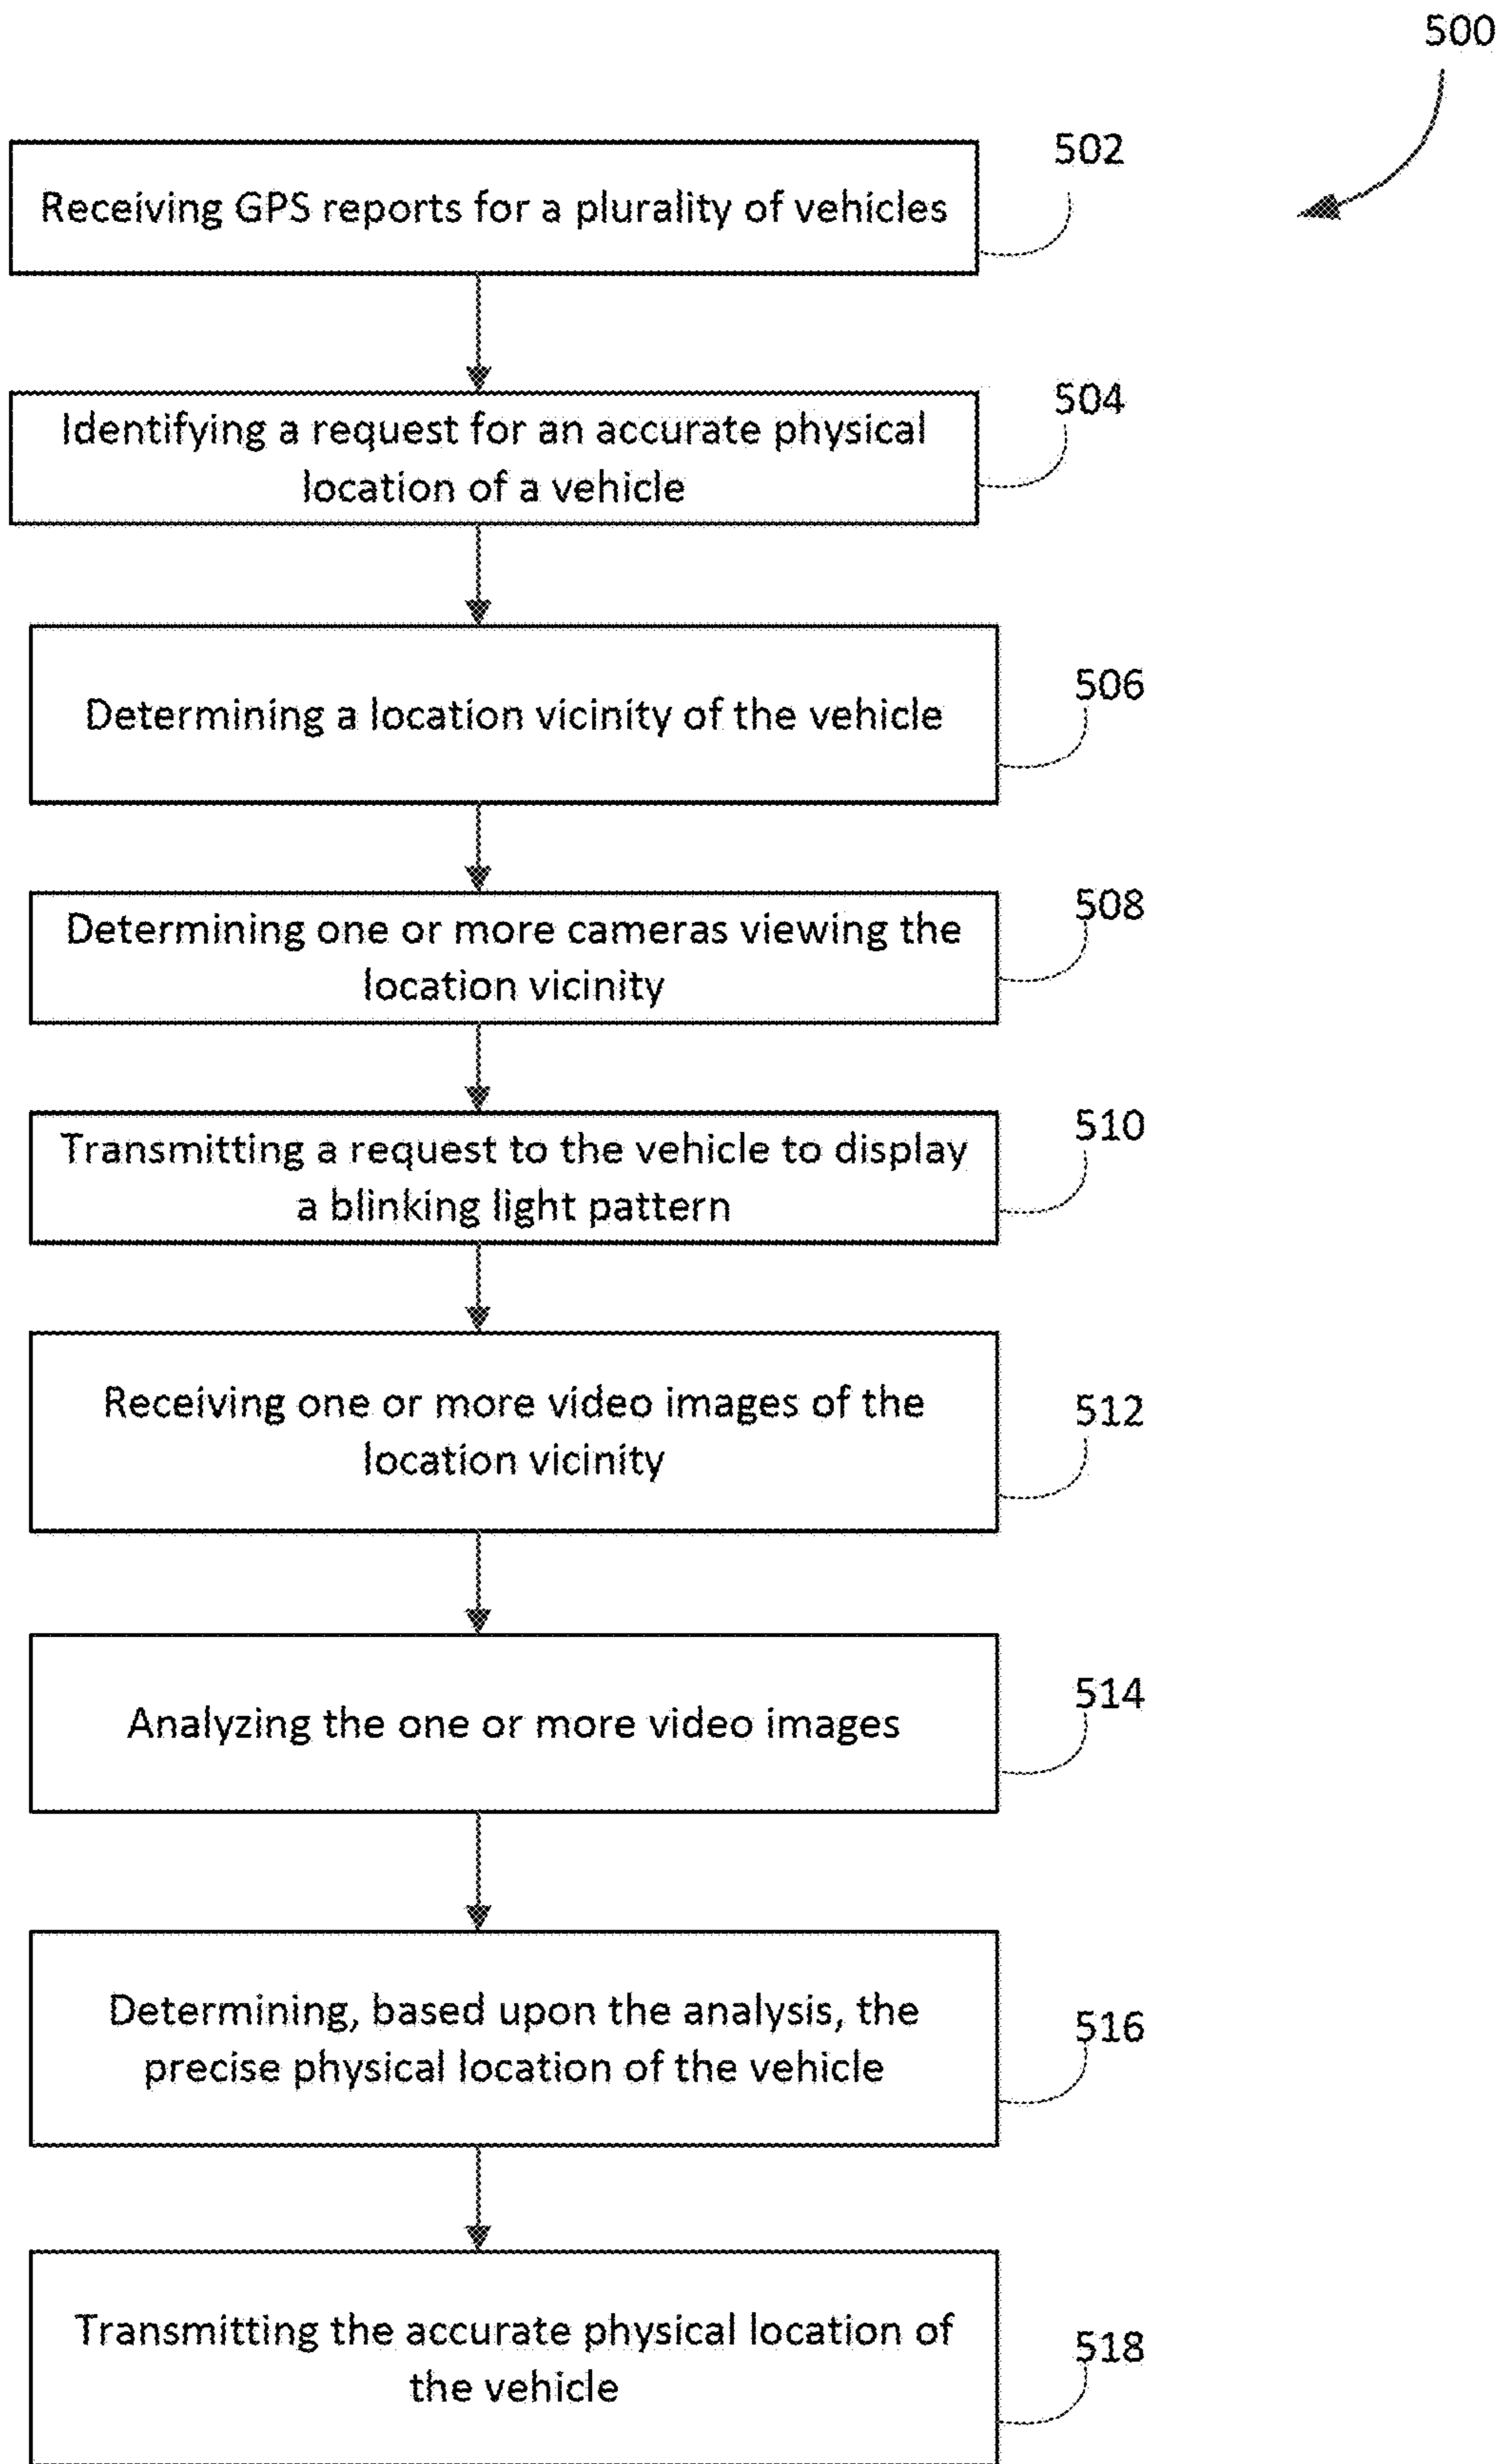 500
502
Receiving GPS reports for a plurality of vehicles
504
Identifying a request for an accurate physical
location of a vehicle
506
Determining a location vicinity of the vehicle
508
Determining one or more cameras viewing the
location vicinity
510
Transmitting a request to the vehicle to display
a blinking light pattern
Receiving one or more video images of the
location vicinity
512
514
Analyzing the one or more video images
Determining, based upon the analysis, the
precise physical location of the vehicle
516
Transmitting the accurate physical location of
the vehicle
518